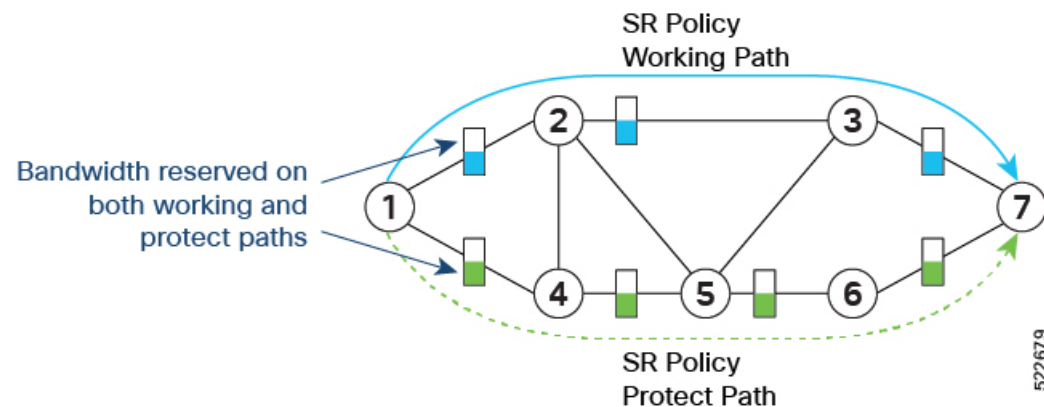 SR Policy
Working Path
2
3
Bandwidth reserved on
both working and
protect paths
1
7
4
5
6
SR Policy
Protect Path
522679